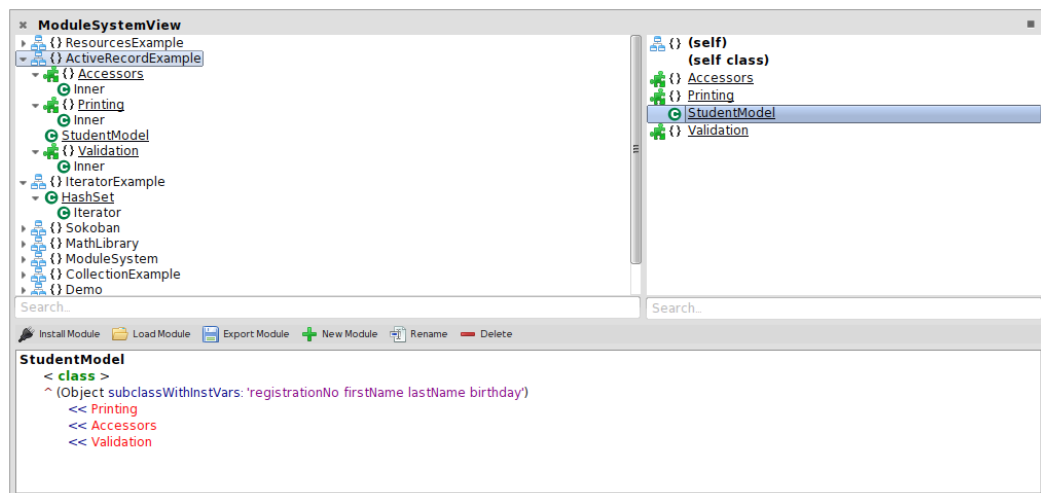 ModuleSystemView
{} ResourcesExample
{} ActiveRecordExample
{} Accessors
Inner
{} Printing
Inner
StudentModel
{} Validation
Inner
{} IteratorExample
HashSet
Iterator
{} Sokoban
{} MathLibrary
{} ModuleSystem
{} CollectionExample
{} Demo
Search..
{} (self)
(self class)
{} Accessors
{} Printing
StudentModel
{} Validation
Search..
Install Module Load Module Export Module New Module Rename Delete
StudentModel
< class >
^ (Object subclassWithInstVars: 'registrationNo firstName lastName birthday')
<< Printing
<< Accessors
<< Validation